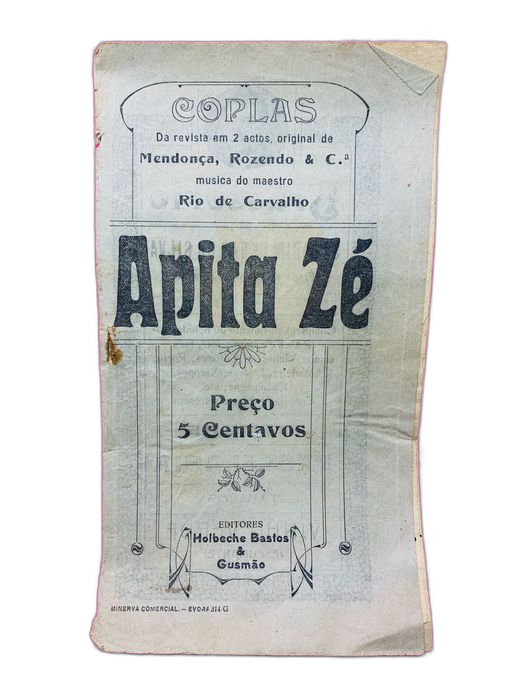 COPLAS
Da revista em 2 actos, original de
Mendonça, Rozendo & C.ª
musica do maestro
Rio de Carvalho
Apita Zé
Preço
5 Centavos
EDITORES
Holbeche Bastos
&
Gusmão
MINERVA COMERCIAL. — EVORA 314-G